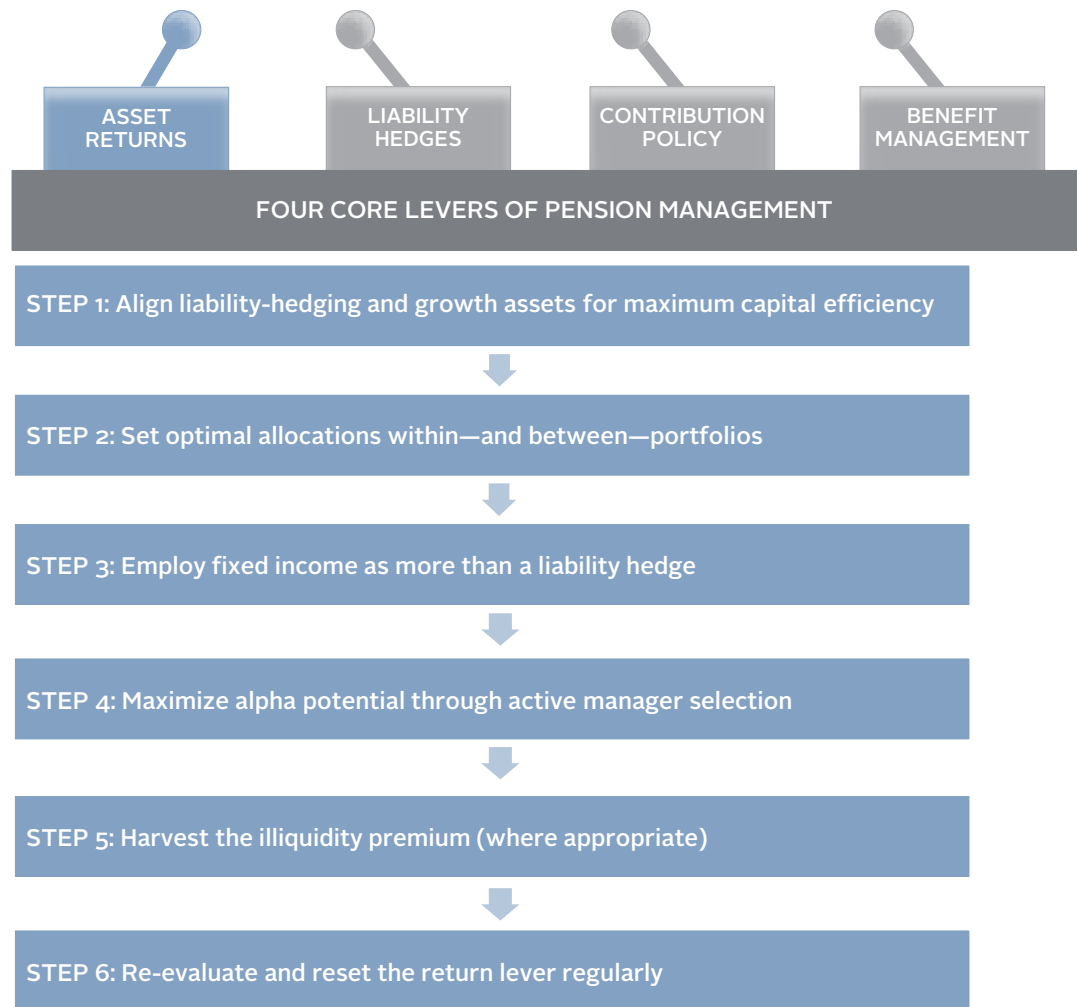 ASSET
RETURNS
LIABILITY
HEDGES
CONTRIBUTION
POLICY
BENEFIT
MANAGEMENT
FOUR CORE LEVERS OF PENSION MANAGEMENT
STEP 1: Align liability-hedging and growth assets for maximum capital efficiency
STEP 2: Set optimal allocations within—and between—portfolios
STEP 3: Employ fixed income as more than a liability hedge
STEP 4: Maximize alpha potential through active manager selection
STEP 5: Harvest the illiquidity premium (where appropriate)
STEP 6: Re-evaluate and reset the return lever regularly